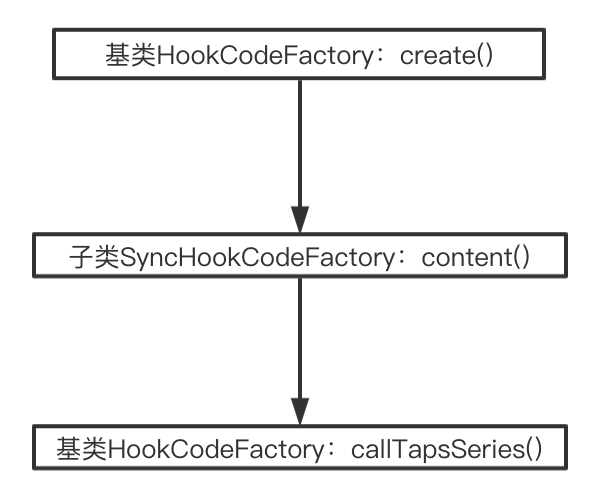 基类HookCodeFactory：create()
子类SyncHookCodeFactory：content()
基类HookCodeFactory：callTapsSeries()